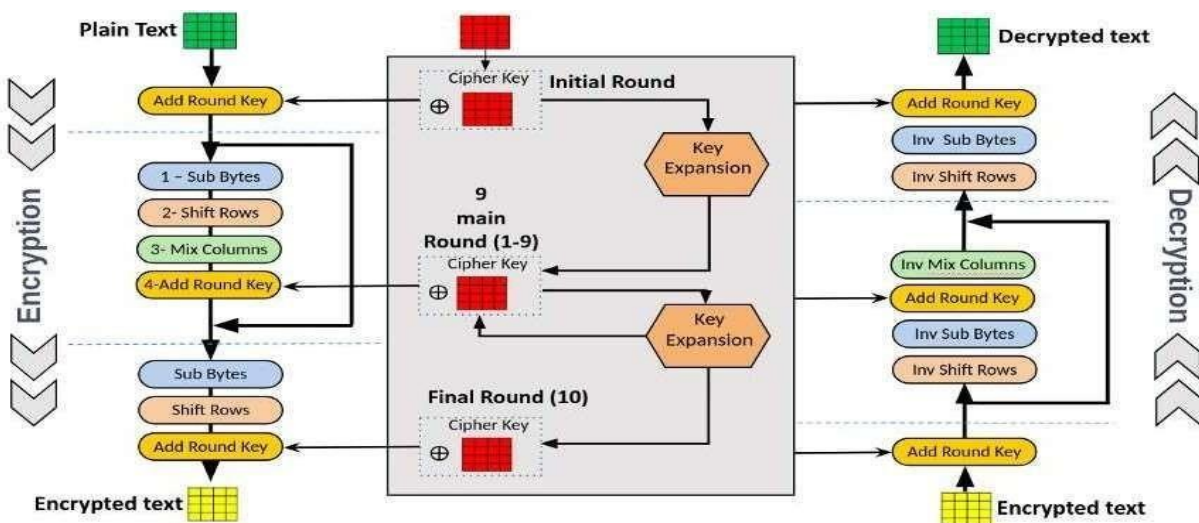 Plain Text
Add Round Key
1 – Sub Bytes
2- Shift Rows
3- Mix Columns
4-Add Round Key
Sub Bytes
Shift Rows
Add Round Key
Encrypted text
Encryption
Cipher Key
Initial Round
⊕
Key
Expansion
9
main
Round (1-9)
Cipher Key
⊕
Key
Expansion
Final Round (10)
Cipher Key
⊕
Decrypted text
Add Round Key
Inv Sub Bytes
Inv Shift Rows
Inv Mix Columns
Add Round Key
Inv Sub Bytes
Inv Shift Rows
Add Round Key
Encrypted text
Decryption